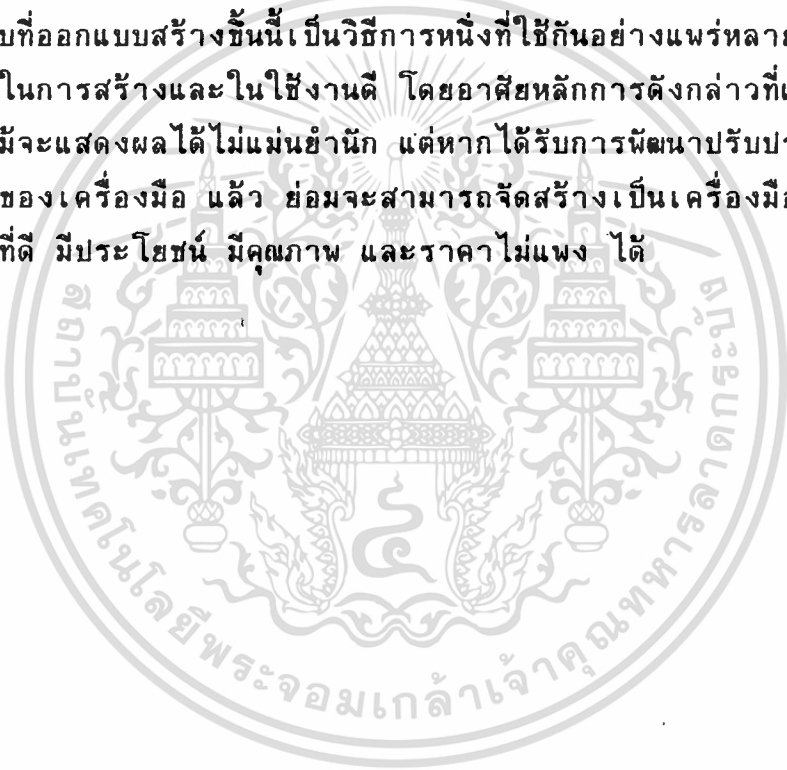 บที่ออกแบบสร้างขึ้นนี้เป็นวิธีการหนึ่งที่ใช้กันอย่างแพร่หลาย
ในการสร้างและในใช้งานดี โดยอาศัยหลักการดังกล่าวที่
จะแสดงผลได้ไม่แม่นยำนัก แต่หากได้รับการพัฒนาปรับป
ของเครื่องมือ แล้ว ย่อมจะสามารถจัดสร้างเป็นเครื่องมือ
ที่ดี มีประโยชน์ มีคุณภาพ และราคาไม่แพง ได้
สถาบันเทคโนโลยีพระจอมเกล้าเจ้าคุณทหารลาดกระบัง